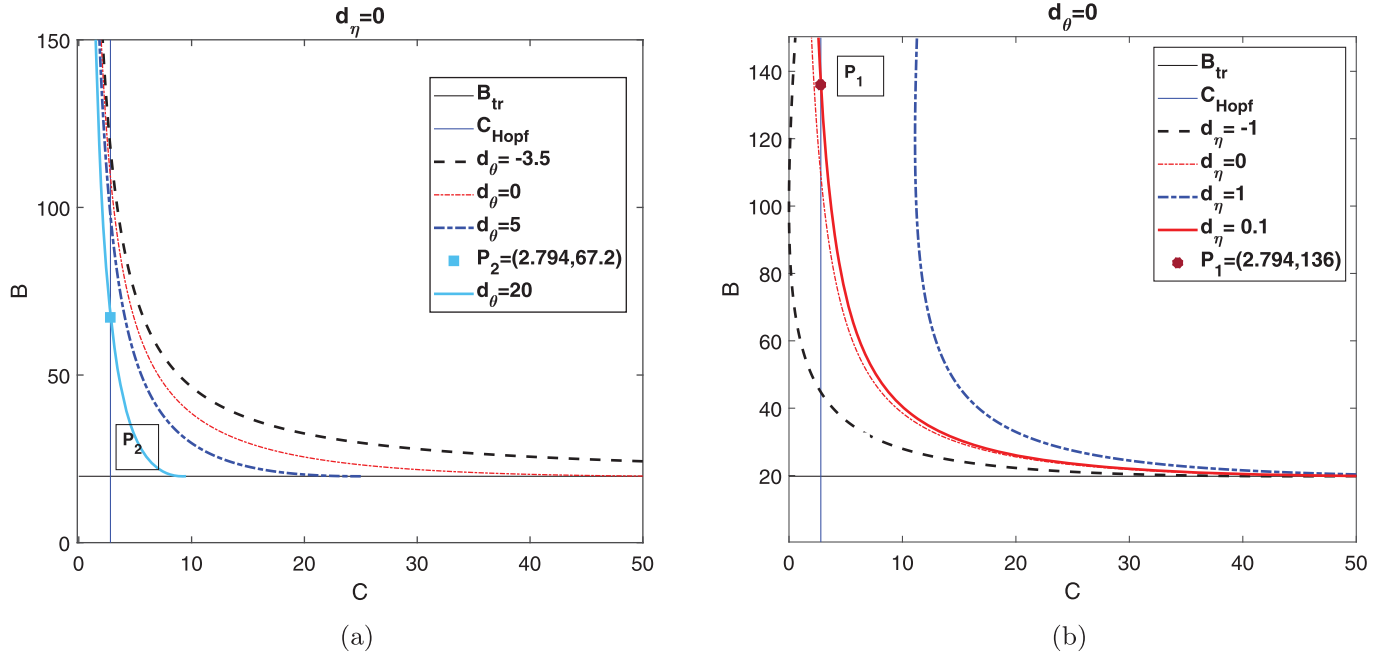 d_η=0
150
100
50
0
B
0
10
20
30
40
50
C
B_tr
C_Hopf
d_θ= -3.5
d_θ=0
d_θ=5
P_2=(2.794,67.2)
d_θ=20
P_2
(a)
d_θ=0
140
120
100
80
60
40
20
B
0
10
20
30
40
50
C
P_1
B_tr
C_Hopf
d_η= -1
d_η=0
d_η=1
d_η= 0.1
P_1=(2.794,136)
(b)